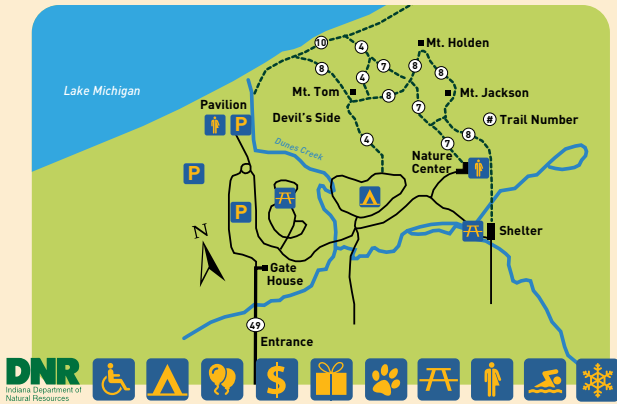 10
4
Mt. Holden
8
7
8
8
4
Mt. Tom
8
Mt. Jackson
Lake Michigan
Pavilion
P
7
# Trail Number
Devil's Side
8
4
7
Dunes Creek
Nature
Center
P
P
N
Shelter
Gate
House
49
Entrance
DNR
Indiana Department of
Natural Resources
$